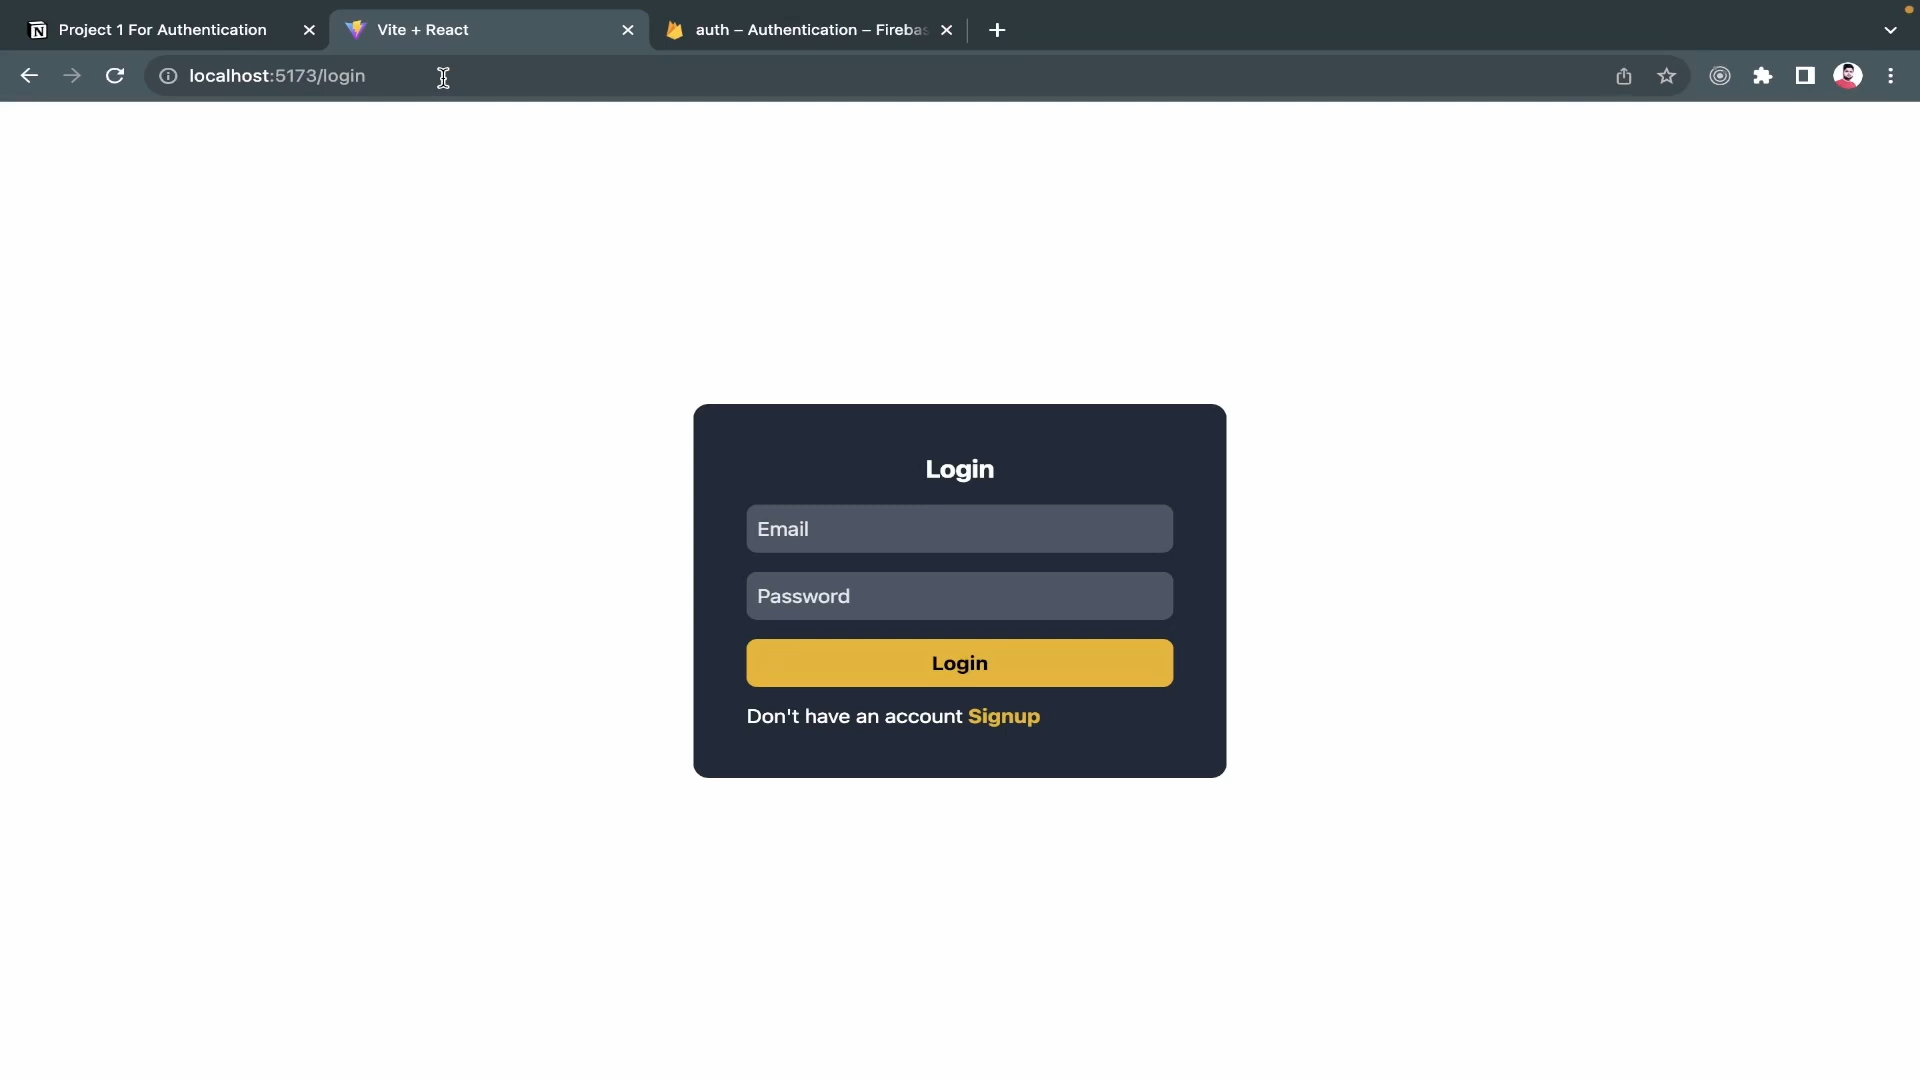 Project 1 For Authentication
Vite + React
auth – Authentication – Firebas
localhost:5173/login
Login
Email
Password
Login
Don't have an account Signup